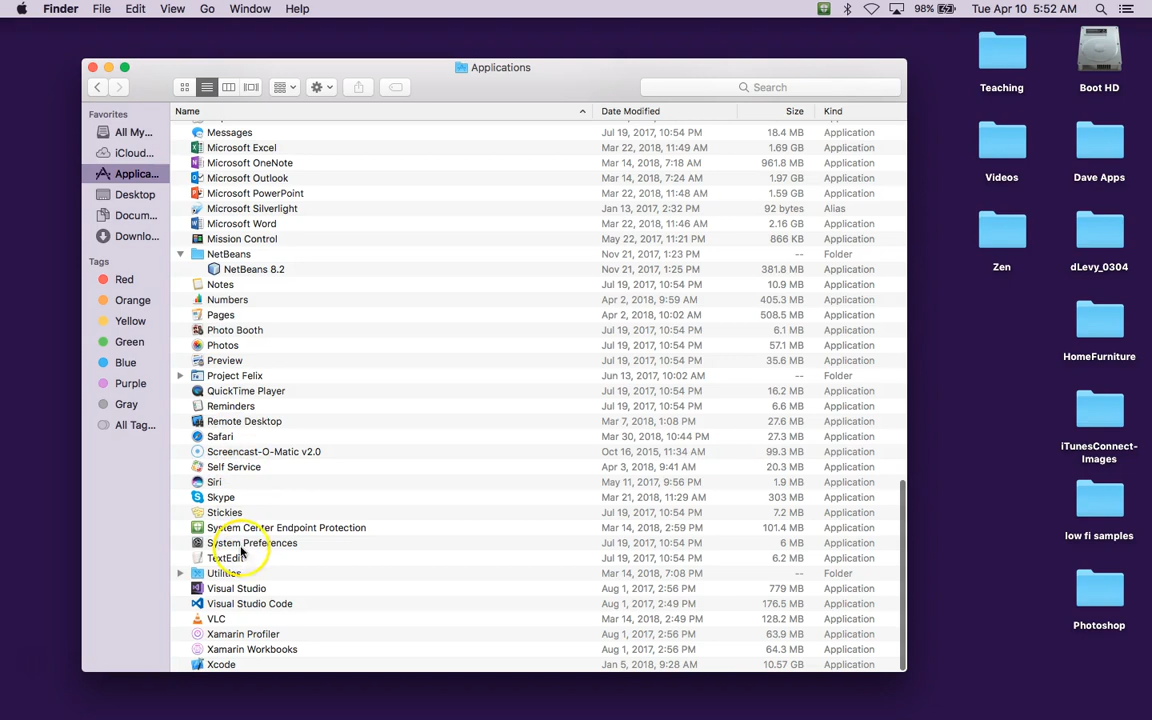 Finder File Edit View Go Window Help 98% Tue Apr 10 5:52 AM
Applications
Search
Favorites
All My...
iCloud...
Applica...
Desktop
Docum...
Downlo...
Tags
Red
Orange
Yellow
Green
Blue
Purple
Gray
All Tag...
Name Date Modified Size Kind
Messages Jul 19, 2017, 10:54 PM 18.4 MB Application
Microsoft Excel Mar 22, 2018, 11:49 AM 1.69 GB Application
Microsoft OneNote Mar 14, 2018, 7:18 AM 961.8 MB Application
Microsoft Outlook Mar 14, 2018, 7:24 AM 1.97 GB Application
Microsoft PowerPoint Mar 22, 2018, 11:48 AM 1.59 GB Application
Microsoft Silverlight Jan 13, 2017, 2:32 PM 92 bytes Alias
Microsoft Word Mar 22, 2018, 11:46 AM 2.16 GB Application
Mission Control May 22, 2017, 11:21 PM 866 KB Application
NetBeans Nov 21, 2017, 1:23 PM -- Folder
NetBeans 8.2 Nov 21, 2017, 1:25 PM 381.8 MB Application
Notes Jul 19, 2017, 10:54 PM 10.9 MB Application
Numbers Apr 2, 2018, 9:59 AM 405.3 MB Application
Pages Apr 2, 2018, 10:02 AM 508.5 MB Application
Photo Booth Jul 19, 2017, 10:54 PM 6.1 MB Application
Photos Jul 19, 2017, 10:54 PM 57.1 MB Application
Preview Jul 19, 2017, 10:54 PM 35.6 MB Application
Project Felix Jun 13, 2017, 10:02 AM -- Folder
QuickTime Player Jul 19, 2017, 10:54 PM 16.2 MB Application
Reminders Jul 19, 2017, 10:54 PM 6.6 MB Application
Remote Desktop Mar 7, 2018, 1:08 PM 27.6 MB Application
Safari Mar 30, 2018, 10:44 PM 27.3 MB Application
Screencast-O-Matic v2.0 Oct 16, 2015, 11:34 AM 99.3 MB Application
Self Service Apr 3, 2018, 9:41 AM 20.3 MB Application
Siri May 11, 2017, 9:56 PM 1.9 MB Application
Skype Mar 21, 2018, 11:29 AM 303 MB Application
Stickies Jul 19, 2017, 10:54 PM 7.2 MB Application
System Center Endpoint Protection Mar 14, 2018, 2:59 PM 101.4 MB Application
System Preferences Jul 19, 2017, 10:54 PM 6 MB Application
TextEdit Jul 19, 2017, 10:54 PM 6.2 MB Application
Utilities Mar 14, 2018, 7:08 PM -- Folder
Visual Studio Aug 1, 2017, 2:56 PM 779 MB Application
Visual Studio Code Aug 1, 2017, 2:49 PM 176.5 MB Application
VLC Mar 14, 2018, 2:49 PM 128.2 MB Application
Xamarin Profiler Aug 1, 2017, 2:56 PM 63.9 MB Application
Xamarin Workbooks Aug 1, 2017, 2:56 PM 64.3 MB Application
Xcode Jan 5, 2018, 9:28 AM 10.57 GB Application
Teaching
Boot HD
Videos
Dave Apps
Zen
dLevy_0304
HomeFurniture
iTunesConnect-
Images
low fi samples
Photoshop